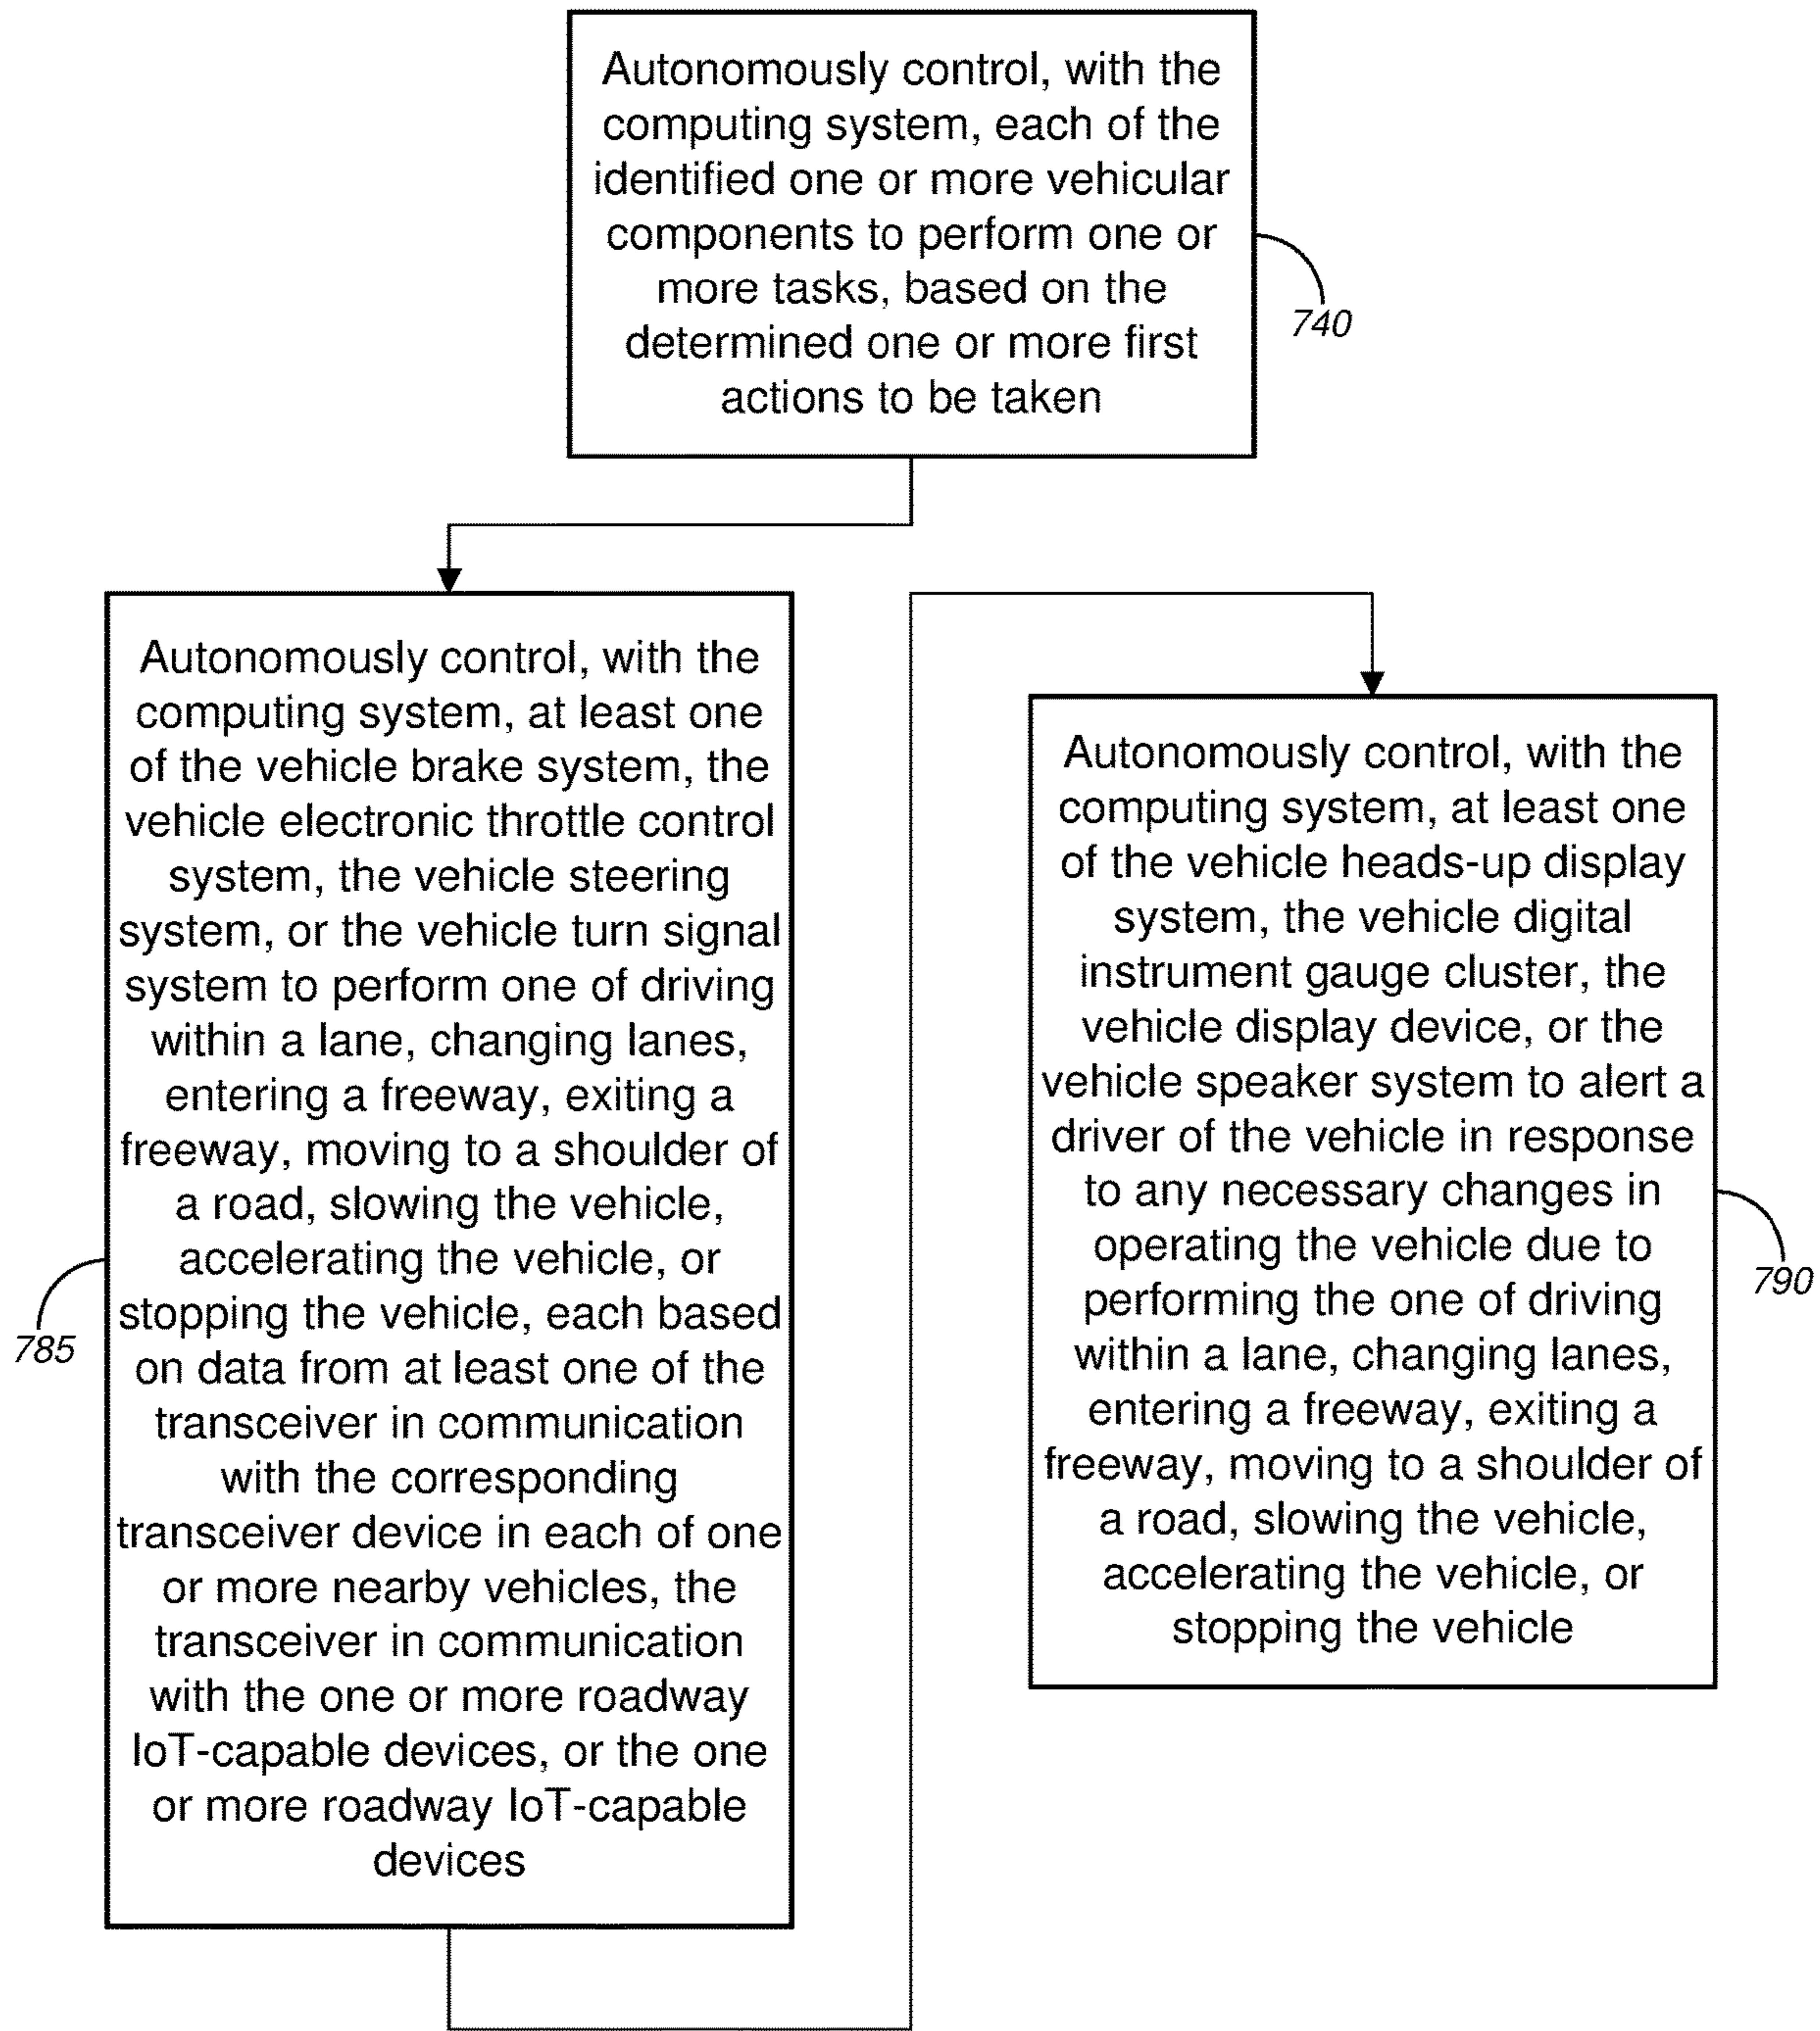 Autonomously control, with the
computing system, each of the
identified one or more vehicular
components to perform one or
more tasks, based on the
determined one or more first
actions to be taken
740
Autonomously control, with the
computing system, at least one
of the vehicle brake system, the
vehicle electronic throttle control
system, the vehicle steering
system, or the vehicle turn signal
system to perform one of driving
within a lane, changing lanes,
entering a freeway, exiting a
freeway, moving to a shoulder of
a road, slowing the vehicle,
accelerating the vehicle, or
stopping the vehicle, each based
on data from at least one of the
transceiver in communication
with the corresponding
transceiver device in each of one
or more nearby vehicles, the
transceiver in communication
with the one or more roadway
IoT-capable devices, or the one
or more roadway IoT-capable
devices
785
Autonomously control, with the
computing system, at least one
of the vehicle heads-up display
system, the vehicle digital
instrument gauge cluster, the
vehicle display device, or the
vehicle speaker system to alert a
driver of the vehicle in response
to any necessary changes in
operating the vehicle due to
performing the one of driving
within a lane, changing lanes,
entering a freeway, exiting a
freeway, moving to a shoulder of
a road, slowing the vehicle,
accelerating the vehicle, or
stopping the vehicle
790